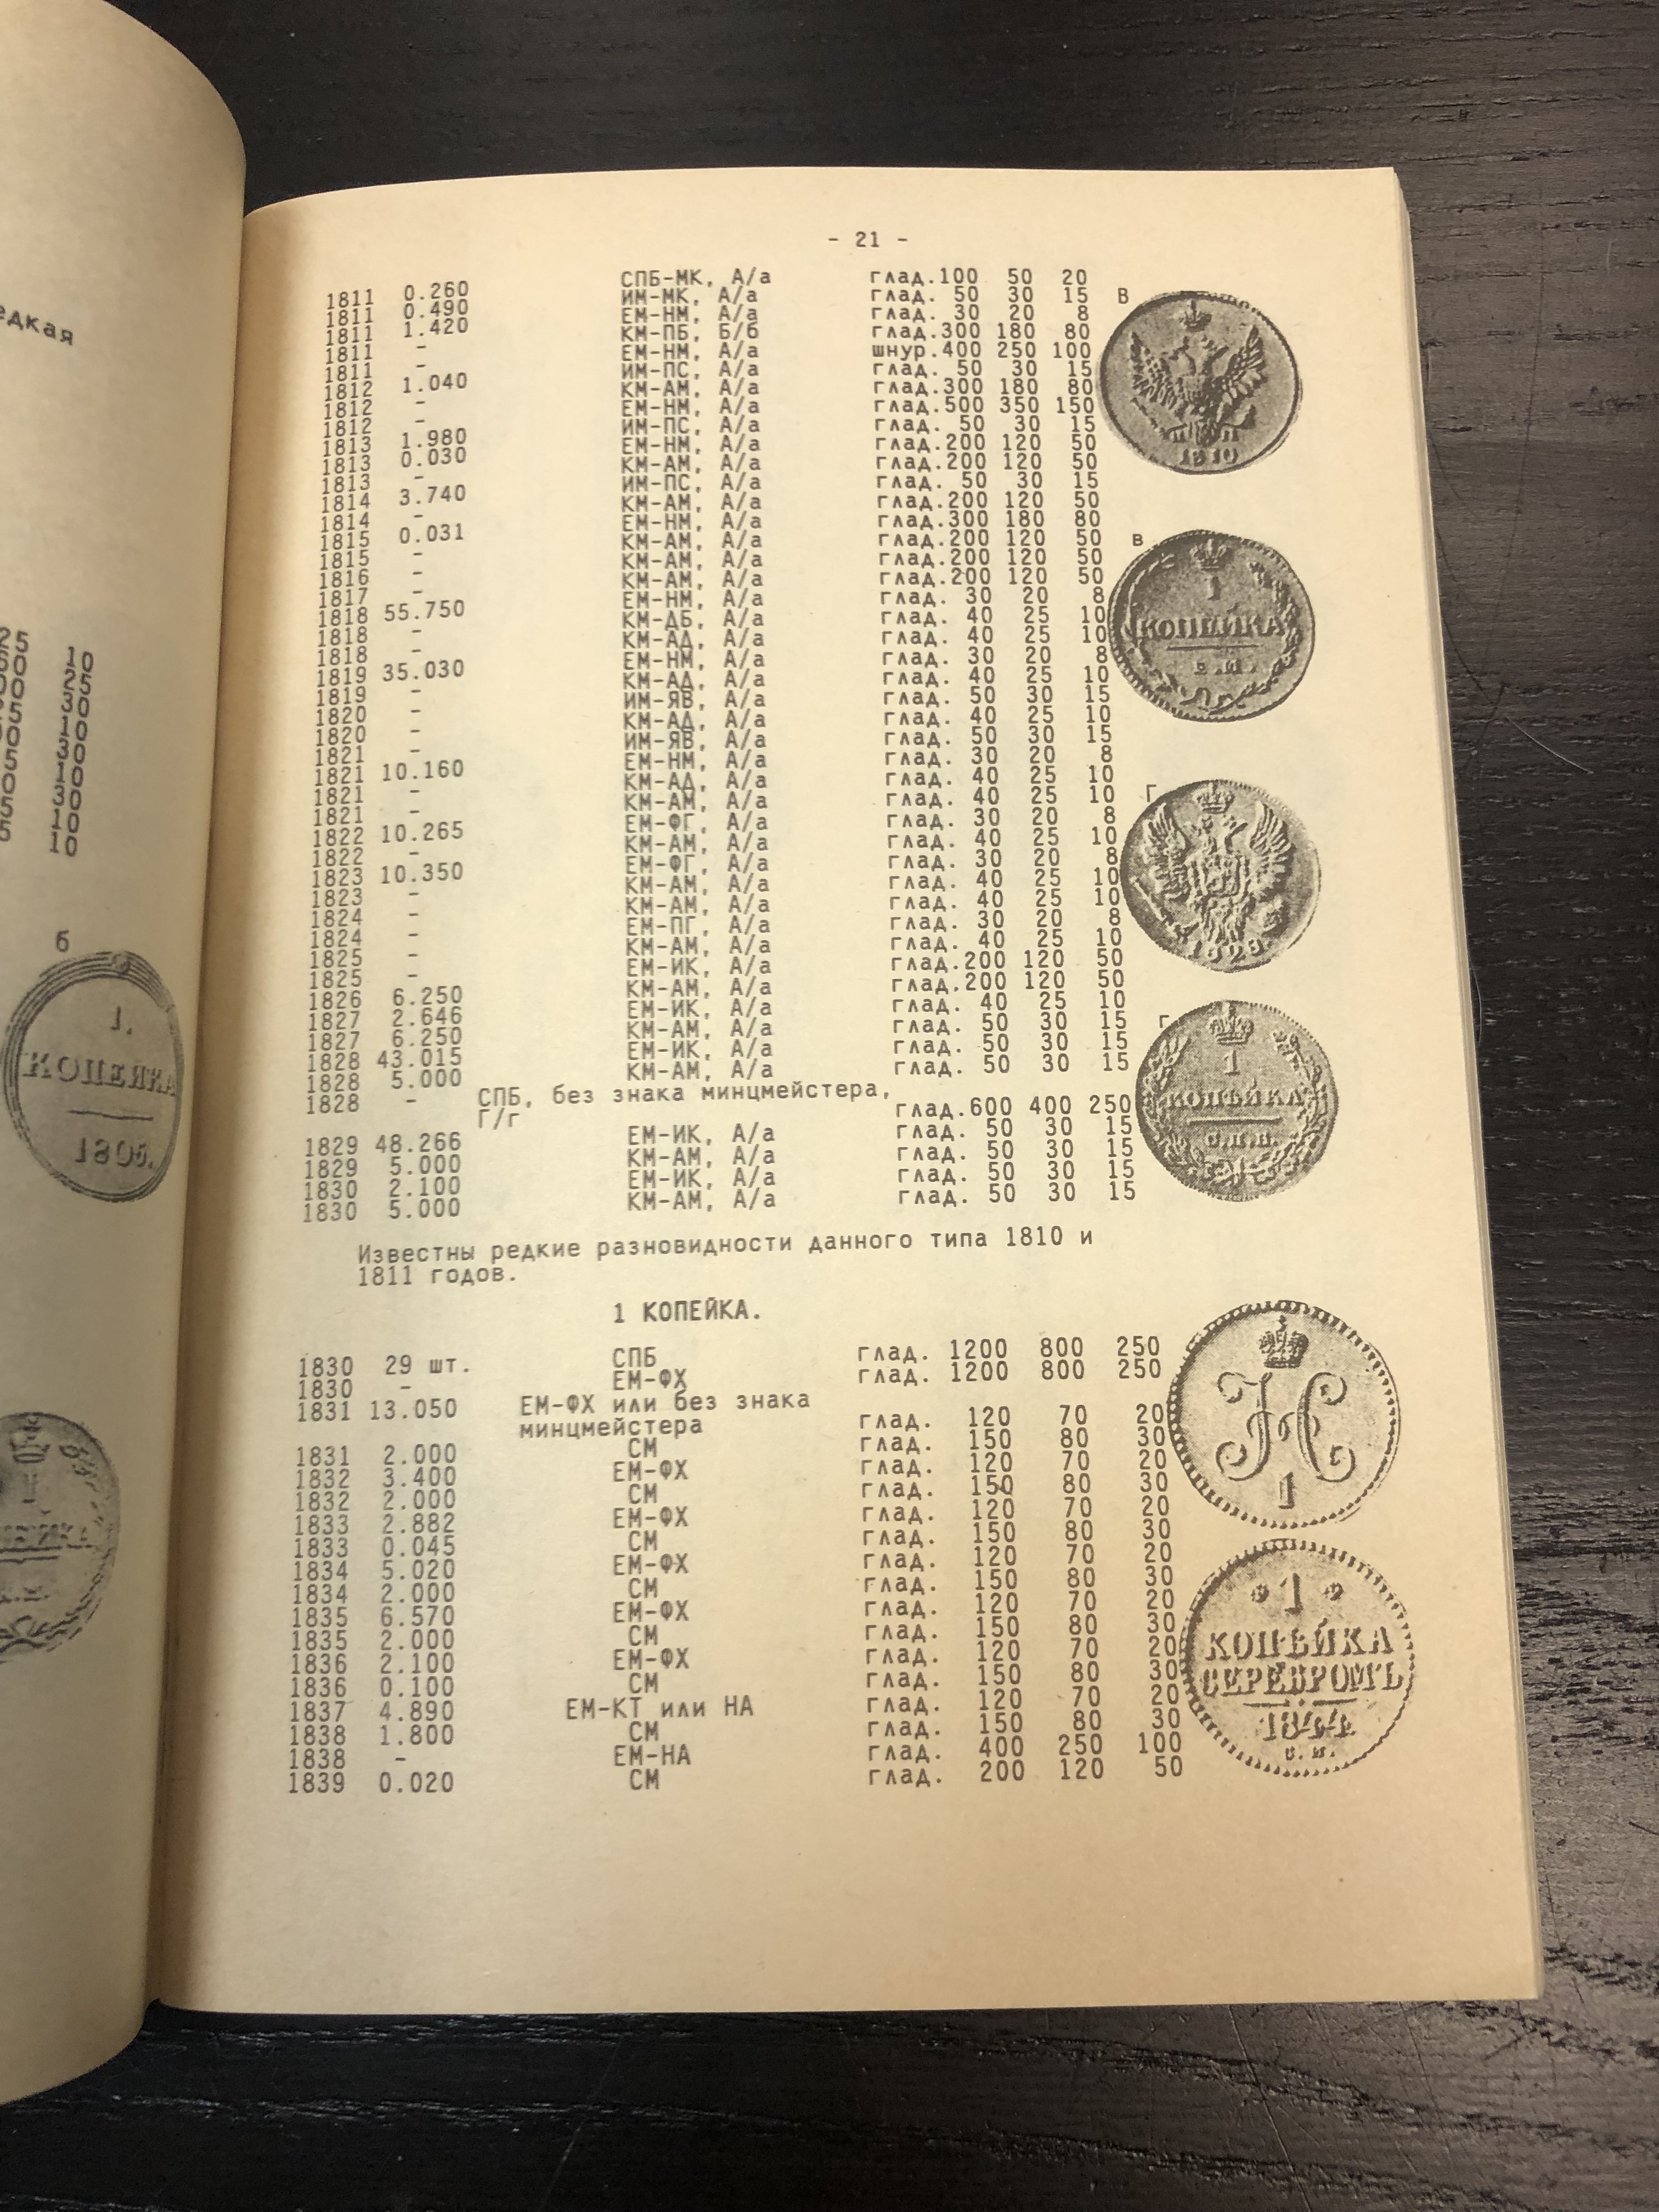 едкая
10
25
30
10
30
10
30
10
10
б
1.
КОПЕЙКА
1805.
- 21 -
1811 0.260 СПБ-МК, А/а глад.100 50 20
1811 0.490 ИМ-МК, А/а глад. 50 30 15
1811 1.420 ЕМ-НМ, А/а глад. 30 20 8
1811 - КМ-ПБ, Б/б глад.300 180 80
1811 - ЕМ-НМ, А/а шнур.400 250 100
1812 1.040 ИМ-ПС, А/а глад. 50 30 15
1812 - КМ-АМ, А/а глад.300 180 80
1812 - ЕМ-НМ, А/а глад.500 350 150
1813 1.980 ИМ-ПС, А/а глад. 50 30 15
1813 0.030 ЕМ-НМ, А/а глад.200 120 50
1813 - КМ-АМ, А/а глад.200 120 50
1814 3.740 ИМ-ПС, А/а глад. 50 30 15
1814 - КМ-АМ, А/а глад.200 120 50
1815 0.031 ЕМ-НМ, А/а глад.300 180 80
1815 - КМ-АМ, А/а глад.200 120 50
1816 - КМ-АМ, А/а глад.200 120 50
1817 - КМ-АМ, А/а глад.200 120 50
1818 55.750 ЕМ-НМ, А/а глад. 30 20 8
1818 - КМ-ДБ, А/а глад. 40 25 10
1818 - КМ-АД, А/а глад. 40 25 10
1819 35.030 ЕМ-НМ, А/а глад. 30 20 8
1819 - КМ-АД, А/а глад. 40 25 10
1820 - ИМ-ЯВ, А/а глад. 50 30 15
1820 - КМ-АД, А/а глад. 40 25 10
1821 - ИМ-ЯВ, А/а глад. 50 30 15
1821 10.160 ЕМ-НМ, А/а глад. 30 20 8
1821 - КМ-АД, А/а глад. 40 25 10
1821 - КМ-АМ, А/а глад. 40 25 10
1822 10.265 ЕМ-ФГ, А/а глад. 30 20 8
1822 - КМ-АМ, А/а глад. 40 25 10
1823 10.350 ЕМ-ФГ, А/а глад. 30 20 8
1823 - КМ-АМ, А/а глад. 40 25 10
1824 - КМ-АМ, А/а глад. 40 25 10
1824 - ЕМ-ПГ, А/а глад. 30 20 8
1825 - КМ-АМ, А/а глад. 40 25 10
1825 - ЕМ-ИК, А/а глад.200 120 50
1826 6.250 КМ-АМ, А/а глад.200 120 50
1827 2.646 ЕМ-ИК, А/а глад. 40 25 10
1827 6.250 КМ-АМ, А/а глад. 50 30 15
1828 43.015 ЕМ-ИК, А/а глад. 50 30 15
1828 5.000 КМ-АМ, А/а глад. 50 30 15
1828 - СПБ, без знака минцмейстера,
Г/г глад.600 400 250
1829 48.266 ЕМ-ИК, А/а глад. 50 30 15
1829 5.000 КМ-АМ, А/а глад. 50 30 15
1830 2.100 ЕМ-ИК, А/а глад. 50 30 15
1830 5.000 КМ-АМ, А/а глад. 50 30 15
В
1810
в
1
КОПЕЙКА
Е.М.
Г
1828
г
1
КОПѢЙКА
С.П.Б.
Известны редкие разновидности данного типа 1810 и
1811 годов.
1 КОПЕЙКА.
1830 29 шт. СПБ глад. 1200 800 250
1830 - ЕМ-ФХ глад. 1200 800 250
1831 13.050 ЕМ-ФХ или без знака
минцмейстера глад. 120 70 20
1831 2.000 СМ глад. 150 80 30
1832 3.400 ЕМ-ФХ глад. 120 70 20
1832 2.000 СМ глад. 150 80 30
1833 2.882 ЕМ-ФХ глад. 120 70 20
1833 0.045 СМ глад. 150 80 30
1834 5.020 ЕМ-ФХ глад. 120 70 20
1834 2.000 СМ глад. 150 80 30
1835 6.570 ЕМ-ФХ глад. 120 70 20
1835 2.000 СМ глад. 150 80 30
1836 2.100 ЕМ-ФХ глад. 120 70 20
1836 0.100 СМ глад. 150 80 30
1837 4.890 ЕМ-КТ или НА глад. 120 70 20
1838 1.800 СМ глад. 150 80 30
1838 - ЕМ-НА глад. 400 250 100
1839 0.020 СМ глад. 200 120 50
1
1
КОПѢЙКА
СЕРЕБРОМЪ
1844